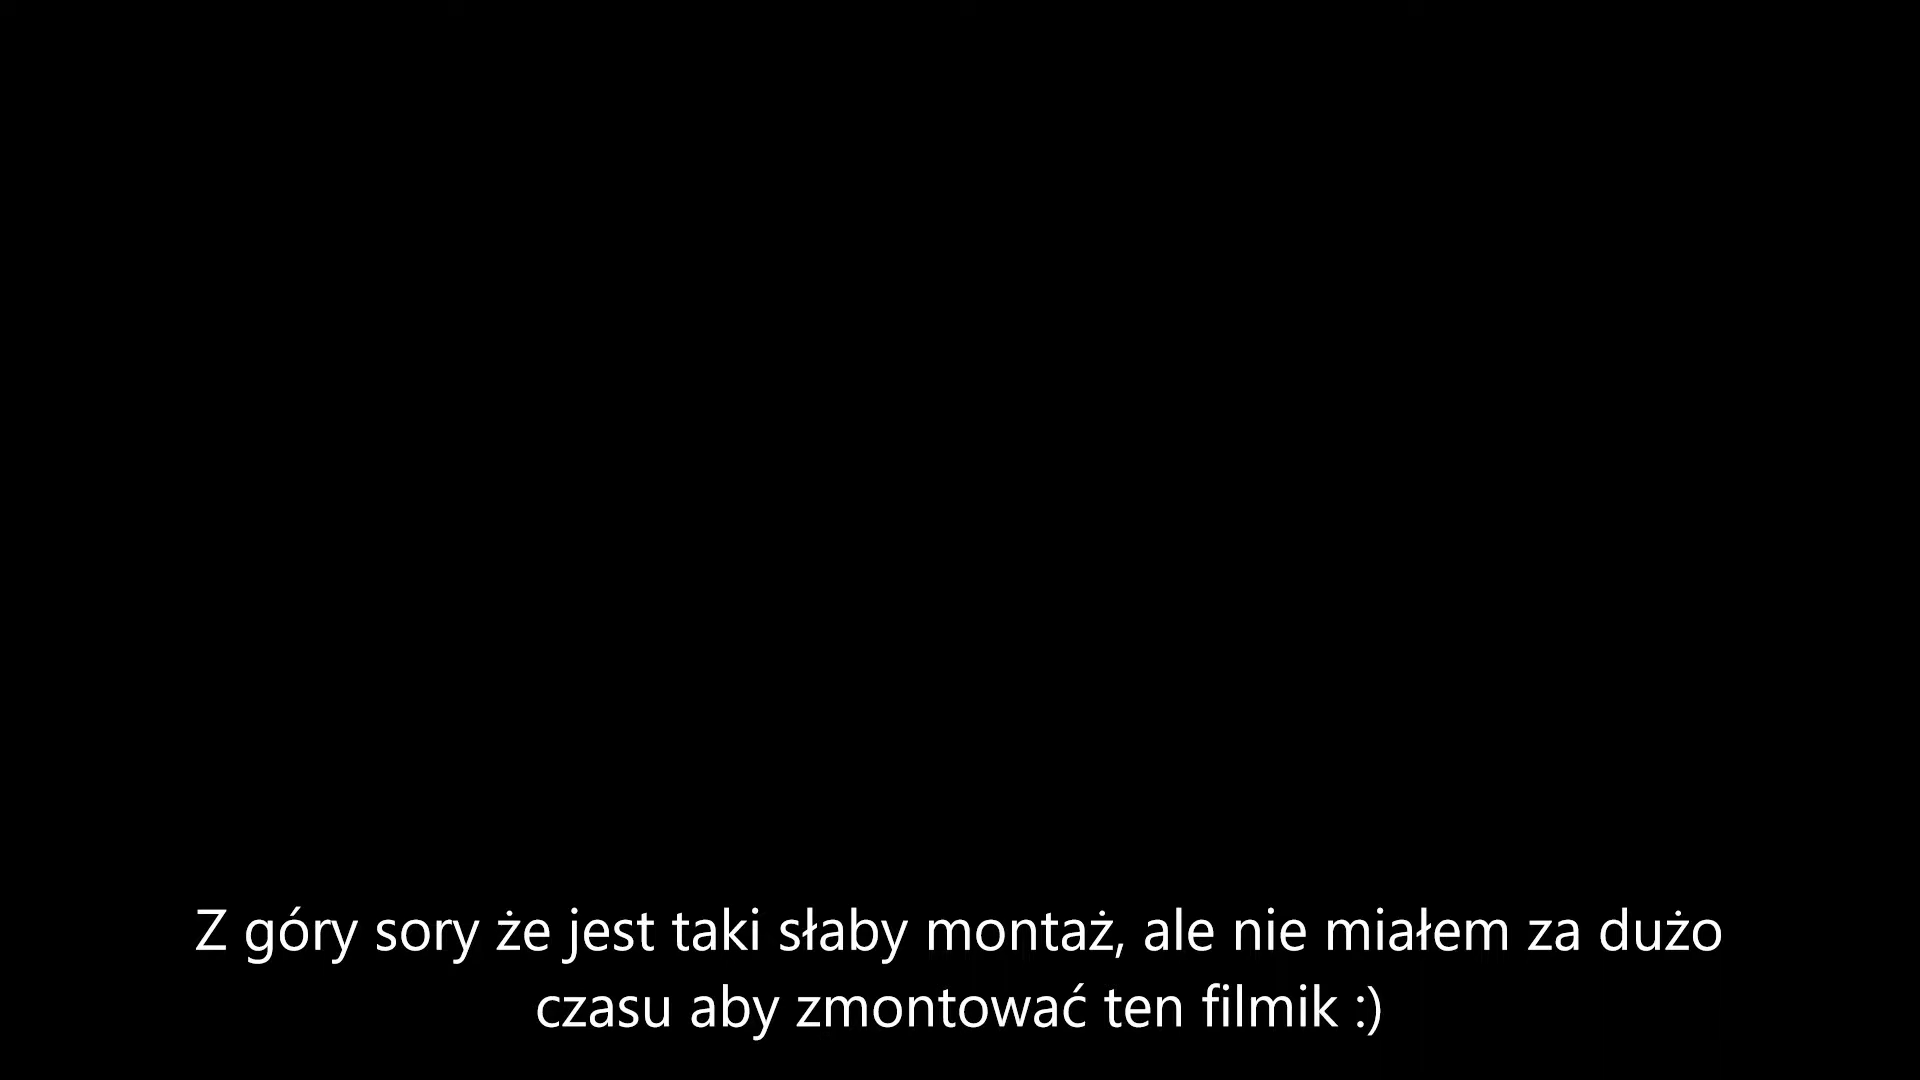 Z góry sory że jest taki słaby montaż, ale nie miałem za dużo
czasu aby zmontować ten filmik :)